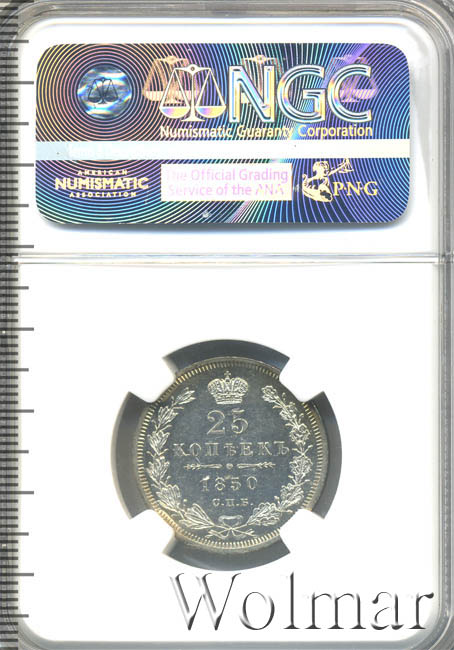 NGC
Numismatic Guaranty Corporation
AMERICAN
NUMISMATIC
ASSOCIATION
The Official Grading
Service of the ANA
PNG
25
КОПѢЕКЪ
1850
С.П.Б.
Wolmar